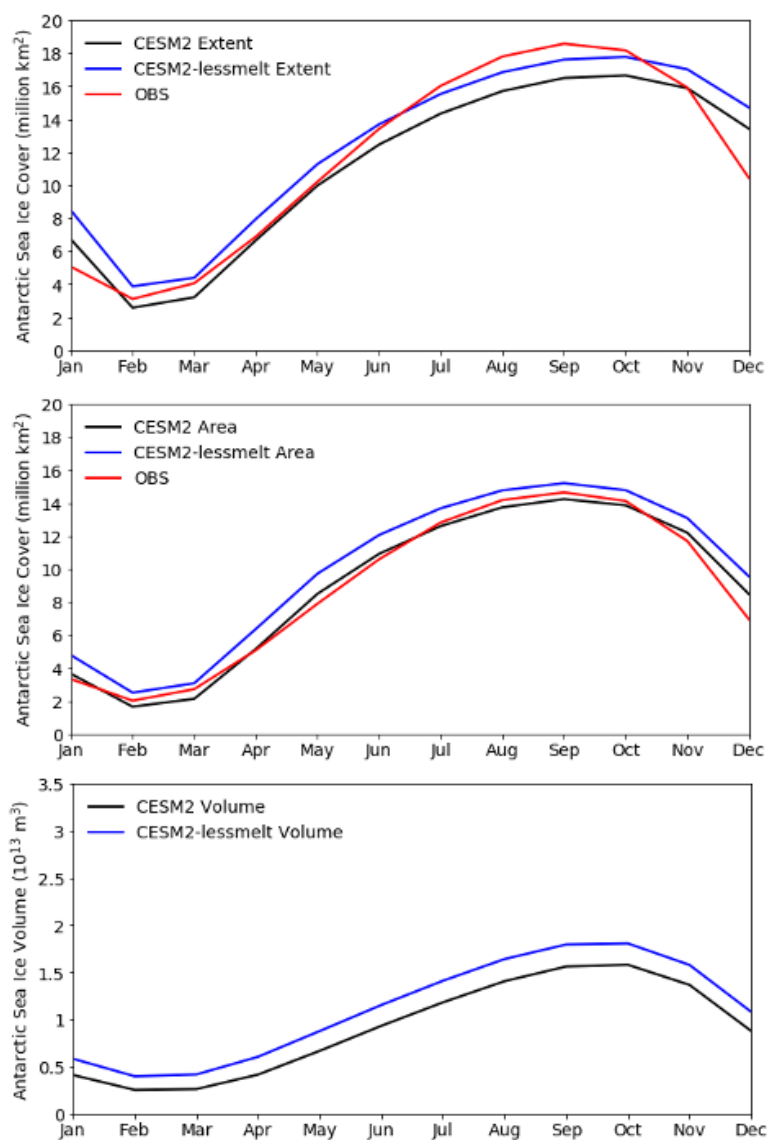 Antarctic Sea Ice Cover (million km²)
20
18
16
14
12
10
8
6
4
2
0
CESM2 Extent
CESM2-lessmelt Extent
OBS
Jan Feb Mar Apr May Jun Jul Aug Sep Oct Nov Dec
Antarctic Sea Ice Cover (million km²)
20
18
16
14
12
10
8
6
4
2
0
CESM2 Area
CESM2-lessmelt Area
OBS
Jan Feb Mar Apr May Jun Jul Aug Sep Oct Nov Dec
Antarctic Sea Ice Volume (10¹³ m³)
3.5
3
2.5
2
1.5
1
0.5
0
CESM2 Volume
CESM2-lessmelt Volume
Jan Feb Mar Apr May Jun Jul Aug Sep Oct Nov Dec